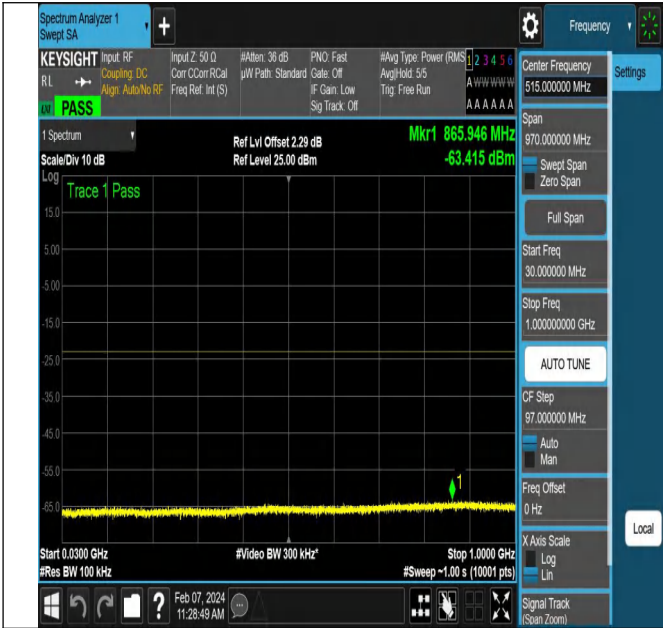 Spectrum Analyzer 1
Swept SA
+
Frequency
KEYSIGHT
RL
PASS
Input: RF
Coupling: DC
Align: Auto/No RF
Input Z: 50 Ω
Corr CCorr RCal
Freq Ref: Int (S)
#Atten: 36 dB
µW Path: Standard
PNO: Fast
Gate: Off
IF Gain: Low
Sig Track: Off
#Avg Type: Power (RMS
Avg|Hold: 5/5
Trig: Free Run
1 2 3 4 5 6
A W W W W W
A A A A A A
1 Spectrum
Scale/Div 10 dB
Ref Lvl Offset 2.29 dB
Ref Level 25.00 dBm
Mkr1 865.946 MHz
-63.415 dBm
Log
Trace 1 Pass
15.0
5.00
-5.00
-15.0
-25.0
-35.0
-45.0
-55.0
-65.0
1
Start 0.0300 GHz
#Res BW 100 kHz
#Video BW 300 kHz*
Stop 1.0000 GHz
#Sweep ~1.00 s (10001 pts)
?
Feb 07, 2024
11:28:49 AM
Center Frequency
515.000000 MHz
Span
970.000000 MHz
Swept Span
Zero Span
Full Span
Start Freq
30.000000 MHz
Stop Freq
1.000000000 GHz
AUTO TUNE
CF Step
97.000000 MHz
Auto
Man
Freq Offset
0 Hz
X Axis Scale
Log
Lin
Signal Track
(Span Zoom)
Settings
Local